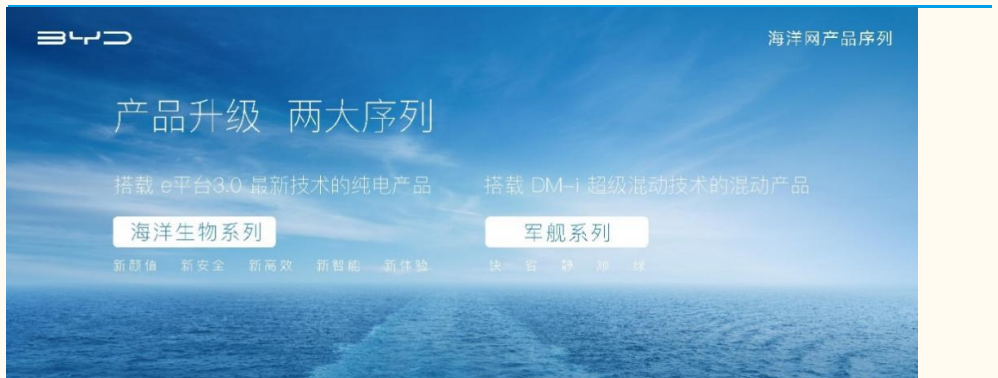 BYD
海洋网产品序列
产品升级 两大序列
搭载 e平台3.0 最新技术的纯电产品
搭载 DM-i 超级混动技术的混动产品
海洋生物系列
军舰系列
新颜值 新安全 新高效 新智能 新体验
快 省 静 顺 绿